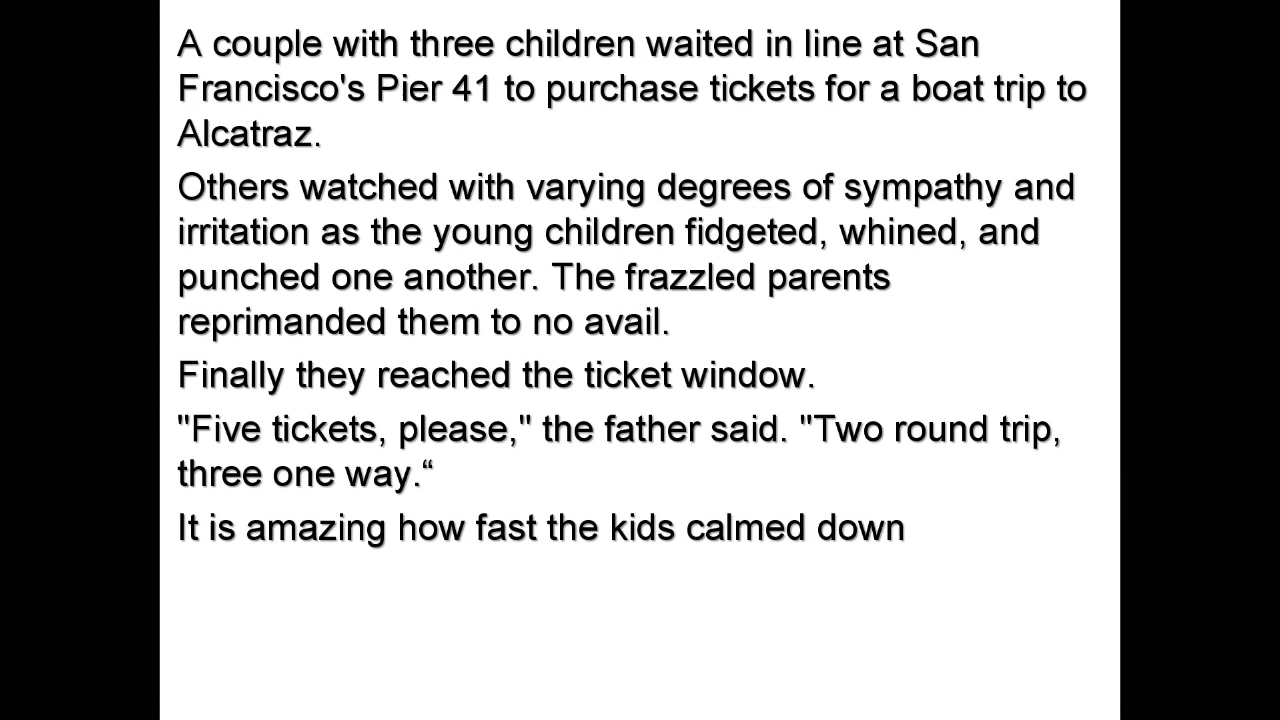 A couple with three children waited in line at San
Francisco's Pier 41 to purchase tickets for a boat trip to
Alcatraz.
Others watched with varying degrees of sympathy and
irritation as the young children fidgeted, whined, and
punched one another. The frazzled parents
reprimanded them to no avail.
Finally they reached the ticket window.
"Five tickets, please," the father said. "Two round trip,
three one way.“
It is amazing how fast the kids calmed down